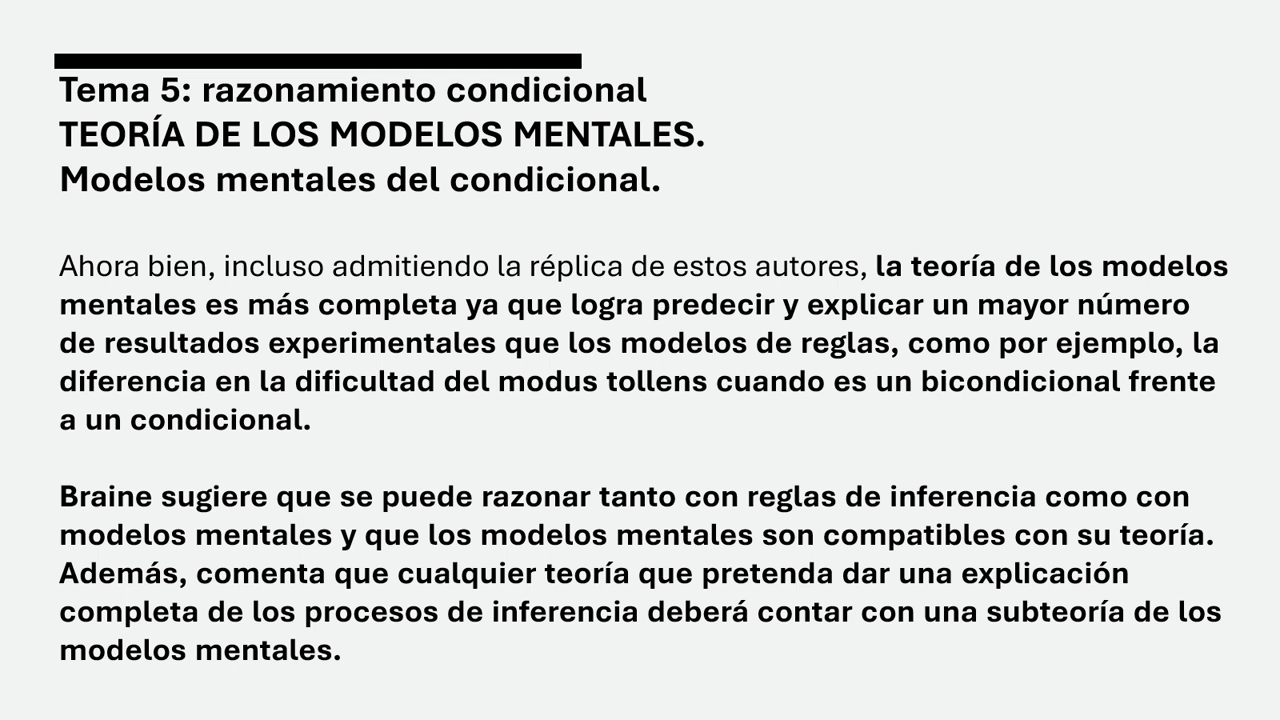 Tema 5: razonamiento condicional
TEORÍA DE LOS MODELOS MENTALES.
Modelos mentales del condicional.
Ahora bien, incluso admitiendo la réplica de estos autores, la teoría de los modelos
mentales es más completa ya que logra predecir y explicar un mayor número
de resultados experimentales que los modelos de reglas, como por ejemplo, la
diferencia en la dificultad del modus tollens cuando es un bicondicional frente
a un condicional.
Braine sugiere que se puede razonar tanto con reglas de inferencia como con
modelos mentales y que los modelos mentales son compatibles con su teoría.
Además, comenta que cualquier teoría que pretenda dar una explicación
completa de los procesos de inferencia deberá contar con una subteoría de los
modelos mentales.